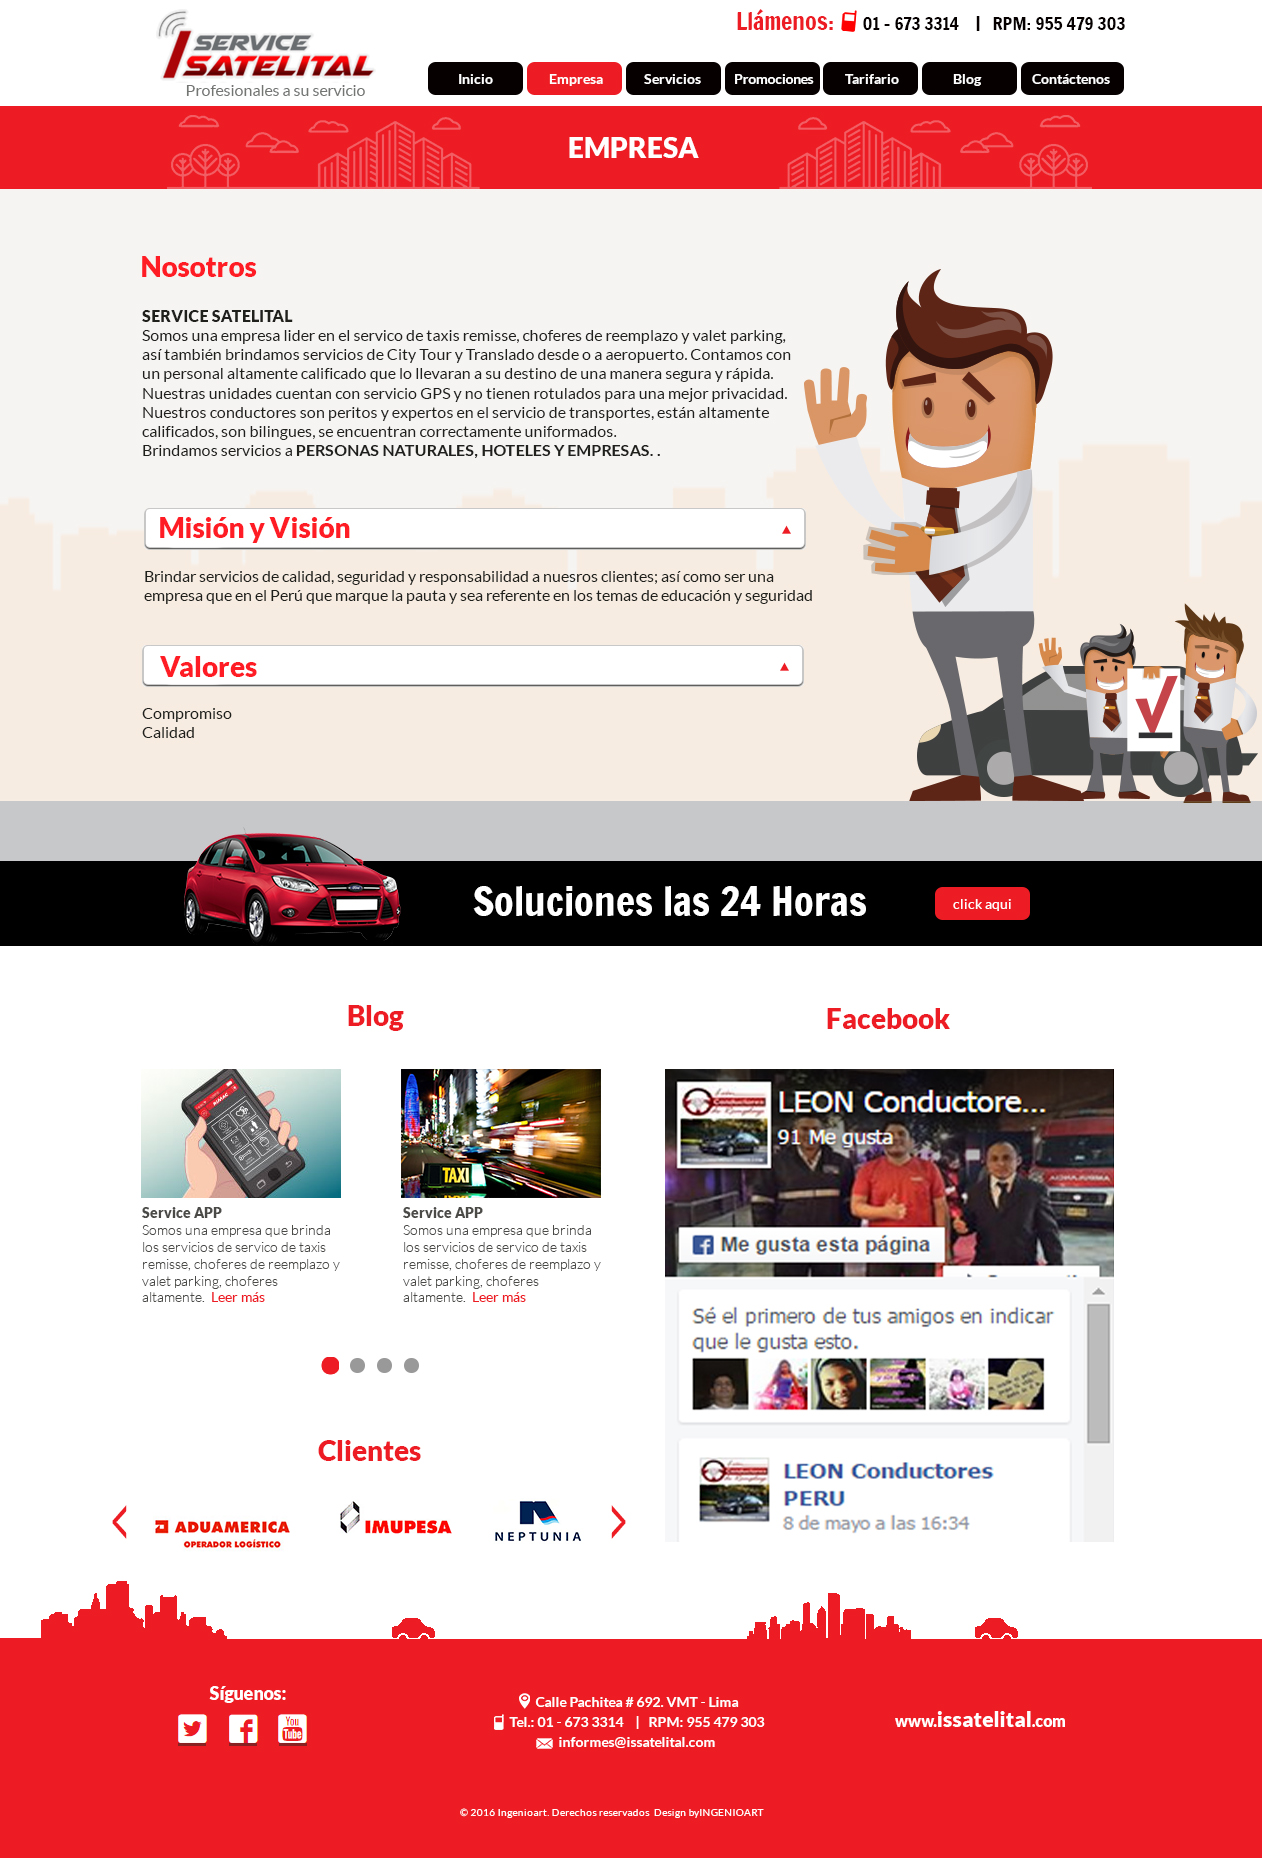 SERVICE
SATELITAL
Profesionales a su servicio
Llámenos: 01 - 673 3314 | RPM: 955 479 303
Inicio Empresa Servicios Promociones Tarifario Blog Contáctenos
EMPRESA
Nosotros
SERVICE SATELITAL
Somos una empresa lider en el servico de taxis remisse, choferes de reemplazo y valet parking,
así también brindamos servicios de City Tour y Translado desde o a aeropuerto. Contamos con
un personal altamente calificado que lo llevaran a su destino de una manera segura y rápida.
Nuestras unidades cuentan con servicio GPS y no tienen rotulados para una mejor privacidad.
Nuestros conductores son peritos y expertos en el servicio de transportes, están altamente
calificados, son bilingues, se encuentran correctamente uniformados.
Brindamos servicios a PERSONAS NATURALES, HOTELES Y EMPRESAS. .
Misión y Visión
Brindar servicios de calidad, seguridad y responsabilidad a nuesros clientes; así como ser una
empresa que en el Perú que marque la pauta y sea referente en los temas de educación y seguridad
Valores
Compromiso
Calidad
Soluciones las 24 Horas
click aqui
Blog
TAXI
Service APP
Somos una empresa que brinda
los servicios de servico de taxis
remisse, choferes de reemplazo y
valet parking, choferes
altamente. Leer más
Service APP
Somos una empresa que brinda
los servicios de servico de taxis
remisse, choferes de reemplazo y
valet parking, choferes
altamente. Leer más
Facebook
LEON Conductore...
91 Me gusta
Me gusta esta página
Sé el primero de tus amigos en indicar
que le gusta esto.
LEON Conductores
PERU
8 de mayo a las 16:34
Clientes
ADUAMERICA
OPERADOR LOGÍSTICO
IMUPESA
NEPTUNIA
Síguenos:
You
Tube
Calle Pachitea # 692. VMT - Lima
Tel.: 01 - 673 3314 | RPM: 955 479 303
informes@issatelital.com
www.issatelital.com
© 2016 Ingenioart. Derechos reservados Design byINGENIOART